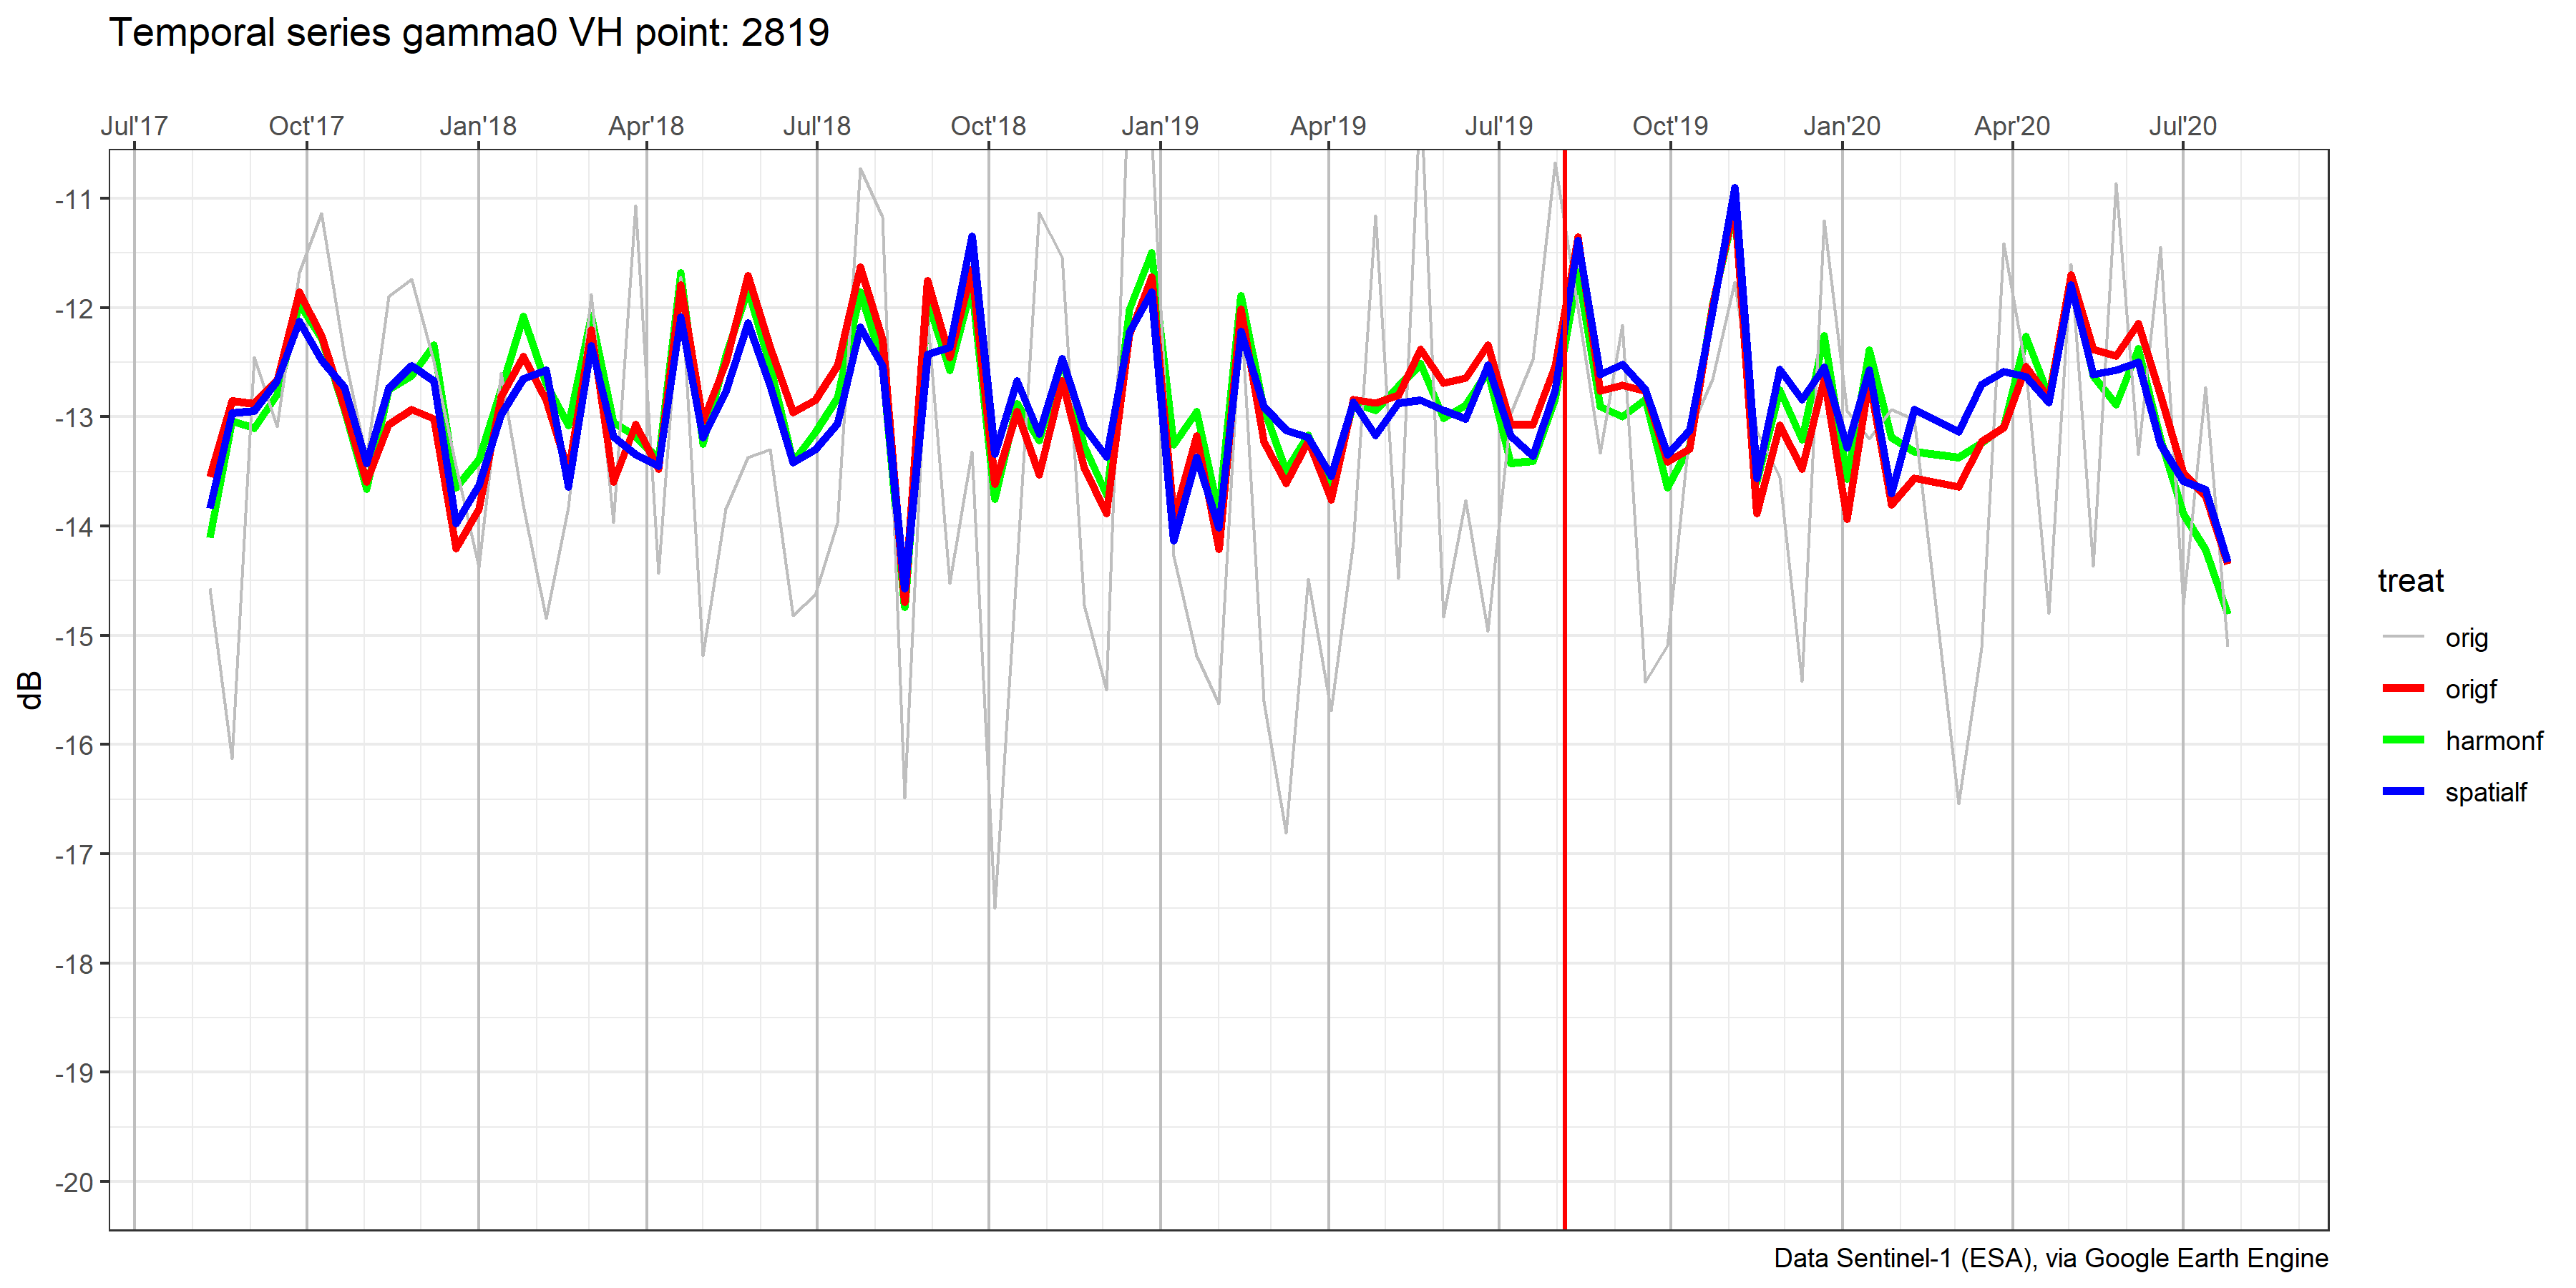 Temporal series gamma0 VH point: 2819
Jul'17 Oct'17 Jan'18 Apr'18 Jul'18 Oct'18 Jan'19 Apr'19 Jul'19 Oct'19 Jan'20 Apr'20 Jul'20
-11
-12
-13
-14
-15
-16
-17
-18
-19
-20
dB
treat
orig
origf
harmonf
spatialf
Data Sentinel-1 (ESA), via Google Earth Engine